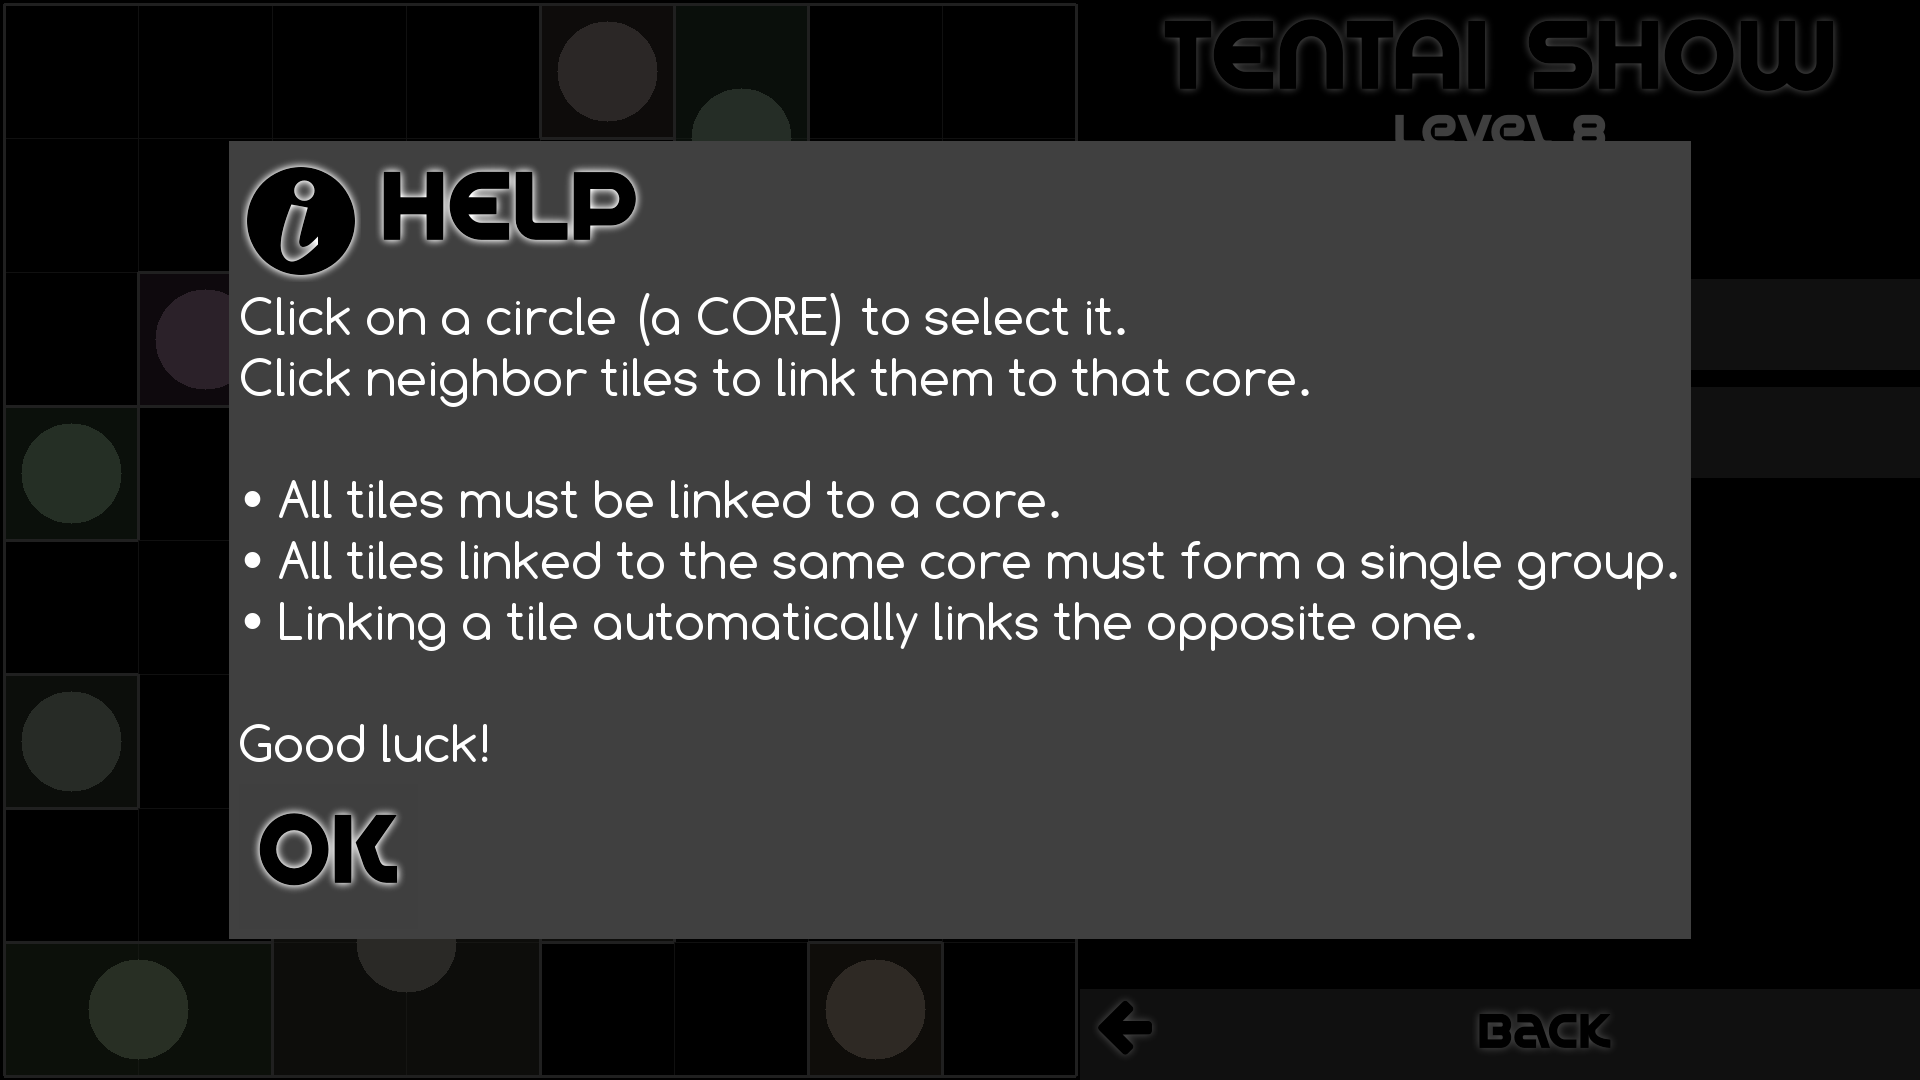 TENTAI SHOW
Level 8
HELP
Click on a circle (a CORE) to select it.
Click neighbor tiles to link them to that core.
• All tiles must be linked to a core.
• All tiles linked to the same core must form a single group.
• Linking a tile automatically links the opposite one.
Good luck!
OK
BACK